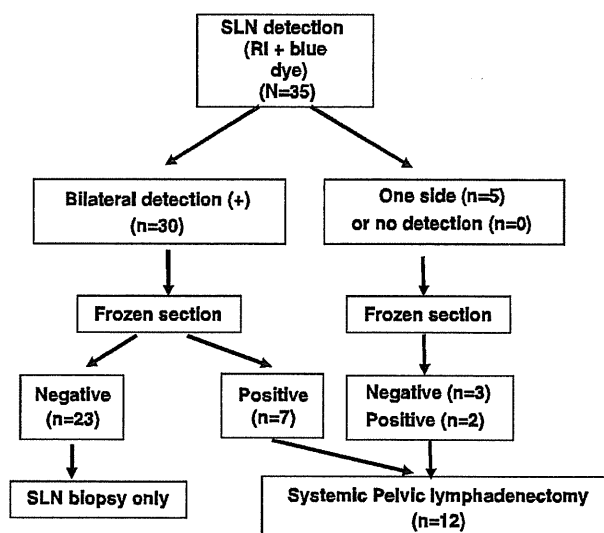 SLN detection
(RI + blue
dye)
(N=35)
Bilateral detection (+)
(n=30)
One side (n=5)
or no detection (n=0)
Frozen section
Frozen section
Negative
(n=23)
Positive
(n=7)
Negative (n=3)
Positive (n=2)
SLN biopsy only
Systemic Pelvic lymphadenectomy
(n=12)